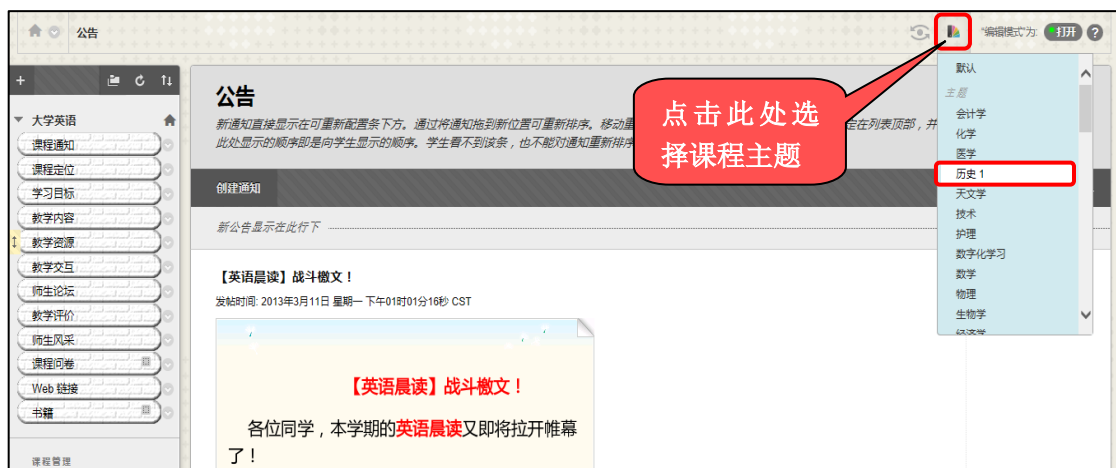 公告
"编辑模式"为: 打开 ?
大学英语
课程通知
课程定位
学习目标
教学内容
教学资源
教学交互
师生论坛
教学评价
师生风采
课程问卷
Web 链接
书籍
课程管理
公告
新通知直接显示在可重新配置条下方。通过将通知拖到新位置可重新排序。移动重
定在列表顶部，并
此处显示的顺序即是向学生显示的顺序。学生看不到该条，也不能对通知重新排序
创建通知
新公告显示在此行下
【英语晨读】战斗檄文！
发帖时间: 2013年3月11日 星期一 下午01时01分16秒 CST
【英语晨读】战斗檄文！
各位同学，本学期的英语晨读又即将拉开帷幕
了！
点击此处选
择课程主题
默认
主题
会计学
化学
医学
历史 1
天文学
技术
护理
数字化学习
数学
物理
生物学
经济学